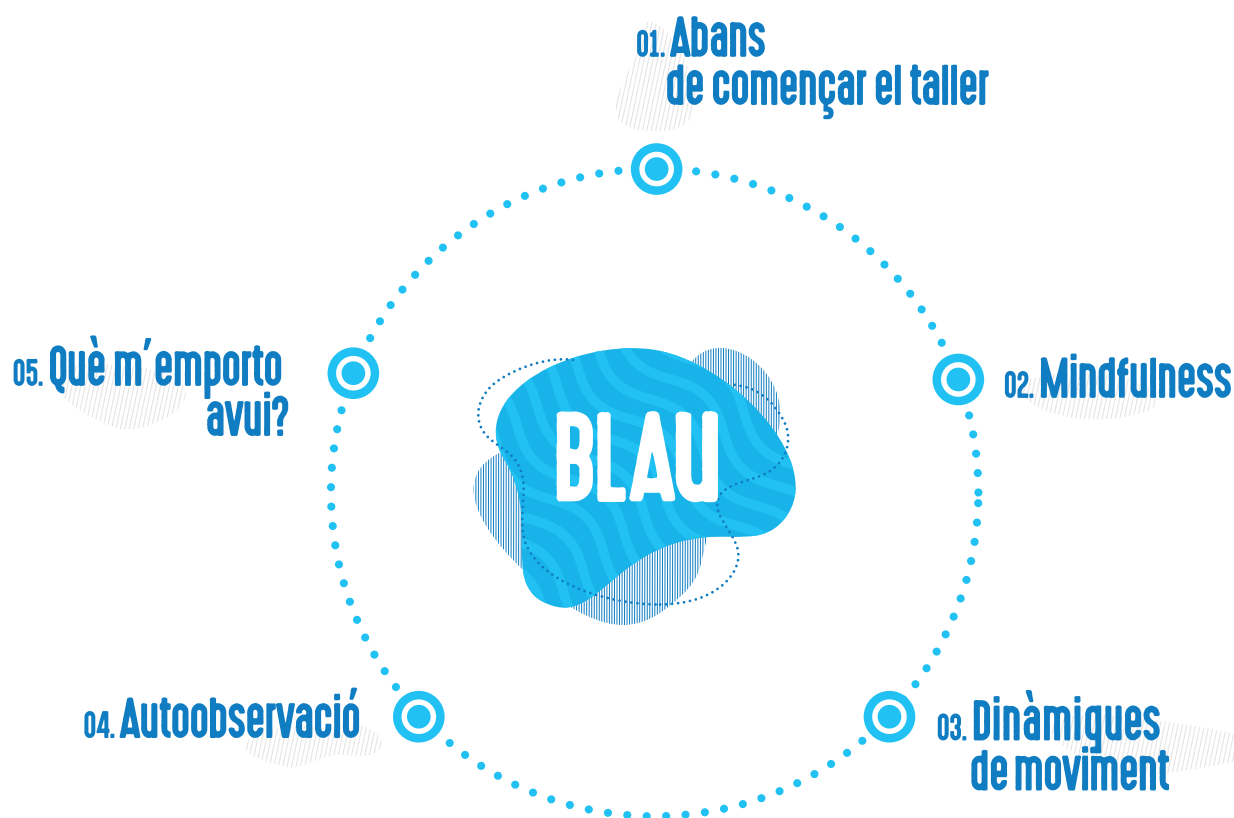 01. Abans
de començar el taller
02. Mindfulness
03. Dinàmiques
de moviment
04. Autoobservació
05. Què m'emporto
avui?
BLAU